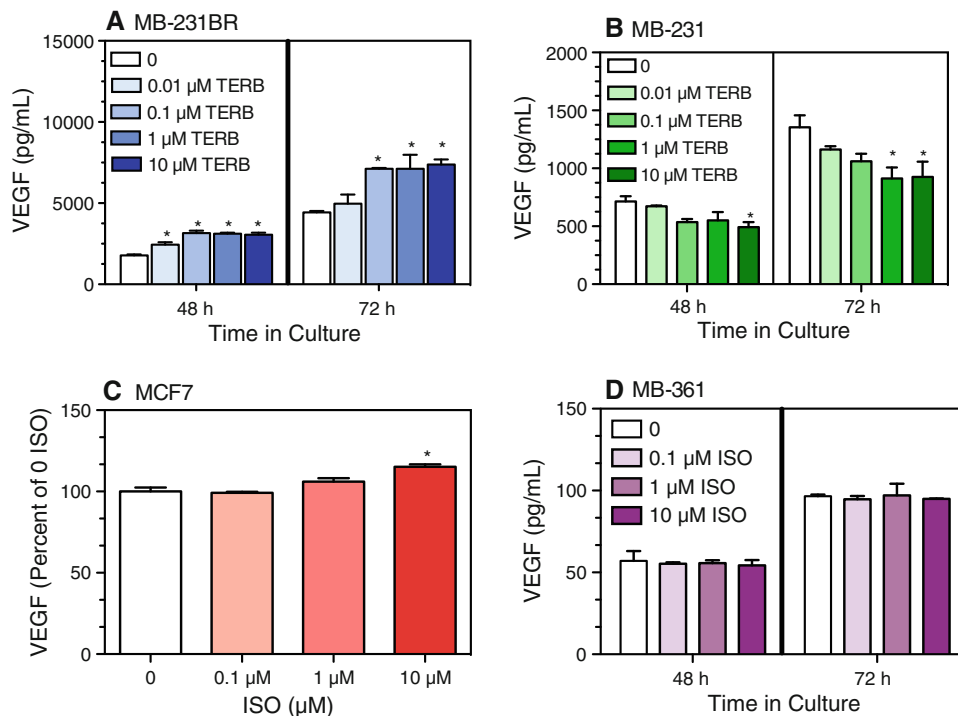 A MB-231BR
15000
10000
7500
5000
0
VEGF (pg/mL)
0
0.01 µM TERB
0.1 µM TERB
1 µM TERB
10 µM TERB
* * * *
* * *
48 h 72 h
Time in Culture
B MB-231
2000
1500
1000
500
0
VEGF (pg/mL)
0
0.01 µM TERB
0.1 µM TERB
1 µM TERB
10 µM TERB
*
* *
48 h 72 h
Time in Culture
C MCF7
150
100
50
0
VEGF (Percent of 0 ISO)
*
0 0.1 µM 1 µM 10 µM
ISO (µM)
D MB-361
150
100
50
0
VEGF (pg/mL)
0
0.1 µM ISO
1 µM ISO
10 µM ISO
48 h 72 h
Time in Culture